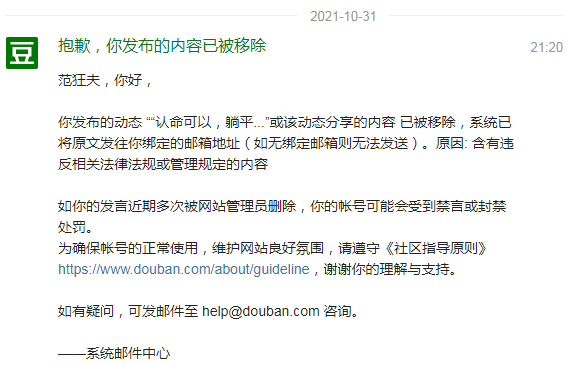 2021-10-31
豆
抱歉，你发布的内容已被移除
21:20
范狂夫，你好，
你发布的动态 ““认命可以，躺平...”或该动态分享的内容 已被移除，系统已
将原文发往你绑定的邮箱地址（如无绑定邮箱则无法发送）。原因: 含有违
反相关法律法规或管理规定的内容
如你的发言近期多次被网站管理员删除，你的帐号可能会受到禁言或封禁
处罚。
为确保帐号的正常使用，维护网站良好氛围，请遵守《社区指导原则》
https://www.douban.com/about/guideline，谢谢你的理解与支持。
如有疑问，可发邮件至 help@douban.com 咨询。
——系统邮件中心